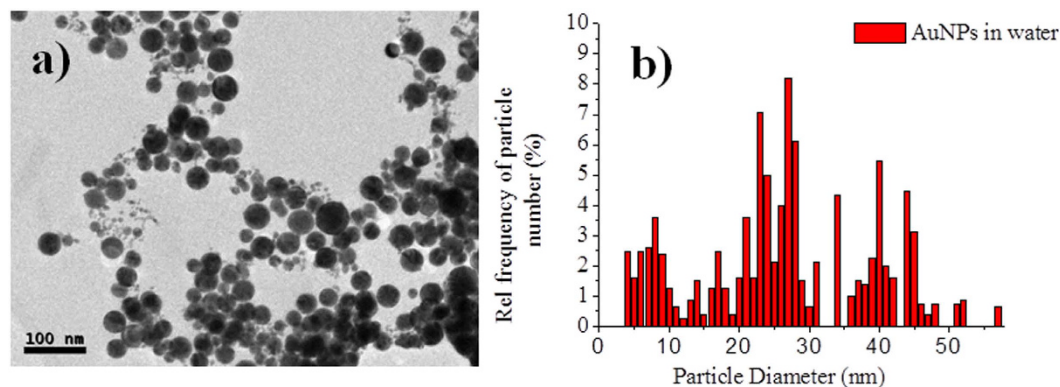 a)
100 nm
b)
AuNPs in water
Rel frequency of particle
number (%)
10
9
8
7
6
5
4
3
2
1
0
0 10 20 30 40 50
Particle Diameter (nm)